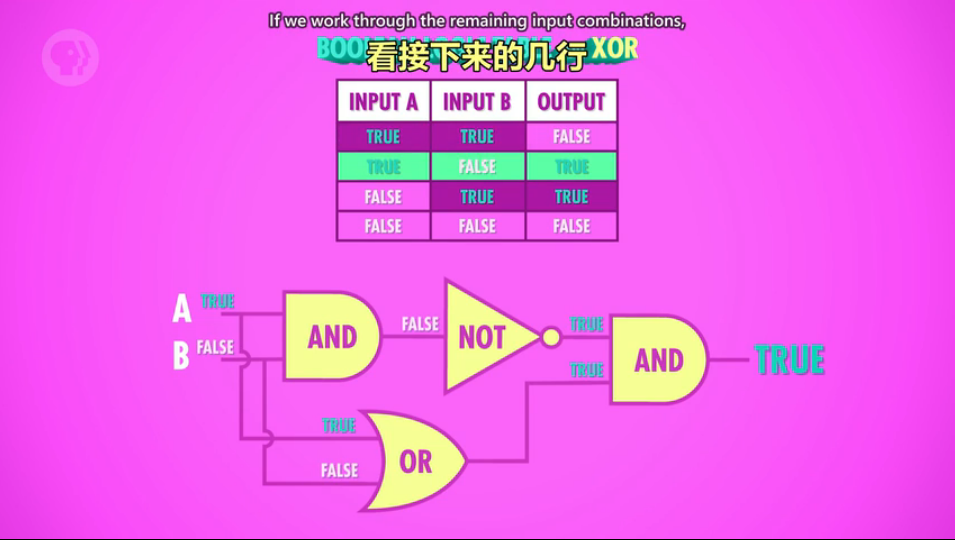 If we work through the remaining input combinations,
看接下来的几行
XOR
INPUT A INPUT B OUTPUT
TRUE TRUE FALSE
TRUE FALSE TRUE
FALSE TRUE TRUE
FALSE FALSE FALSE
A TRUE
B FALSE
AND
FALSE
NOT
TRUE
TRUE
AND
TRUE
TRUE
FALSE
OR